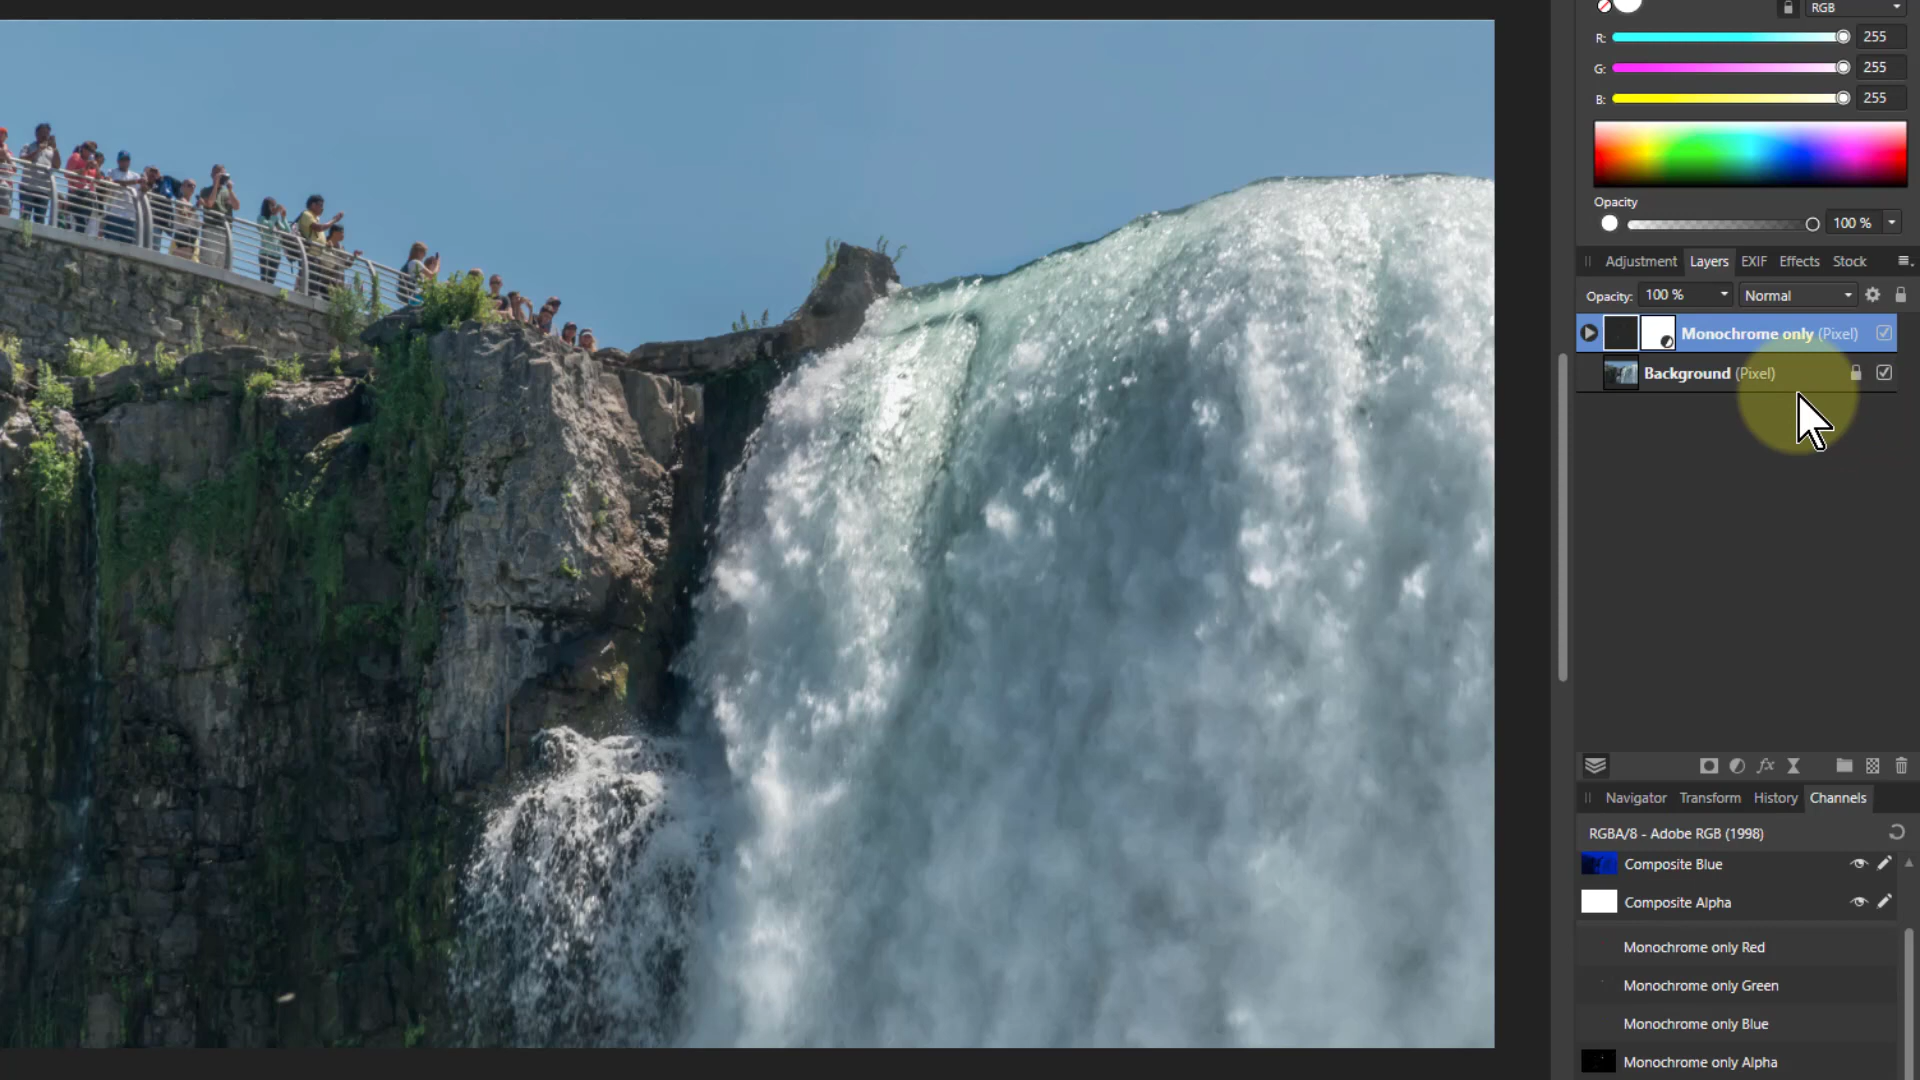 RGB
R: 255
G: 255
B: 255
Opacity
100 %
Adjustment Layers EXIF Effects Stock
Opacity: 100 % Normal
Monochrome only (Pixel)
Background (Pixel)
fx
Navigator Transform History Channels
RGBA/8 - Adobe RGB (1998)
Composite Blue
Composite Alpha
Monochrome only Red
Monochrome only Green
Monochrome only Blue
Monochrome only Alpha